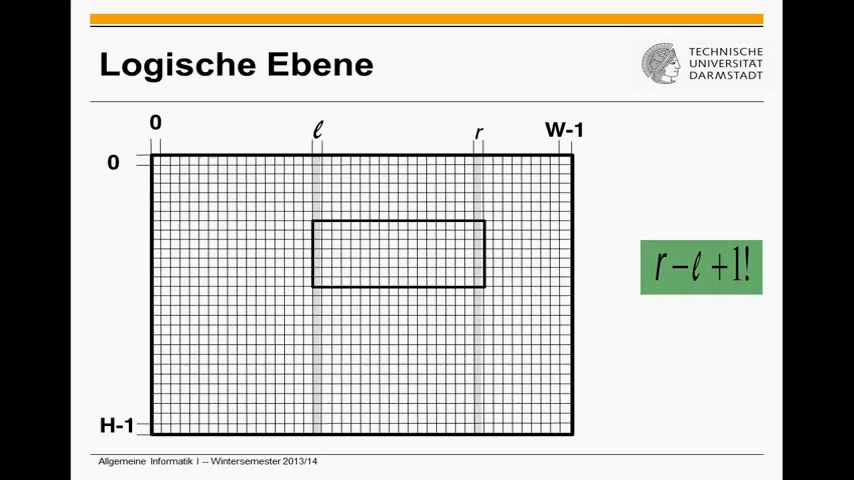 Logische Ebene
TECHNISCHE
UNIVERSITÄT
DARMSTADT
0
ℓ
r
W-1
0
r-ℓ+1!
H-1
Allgemeine Informatik I -- Wintersemester 2013/14